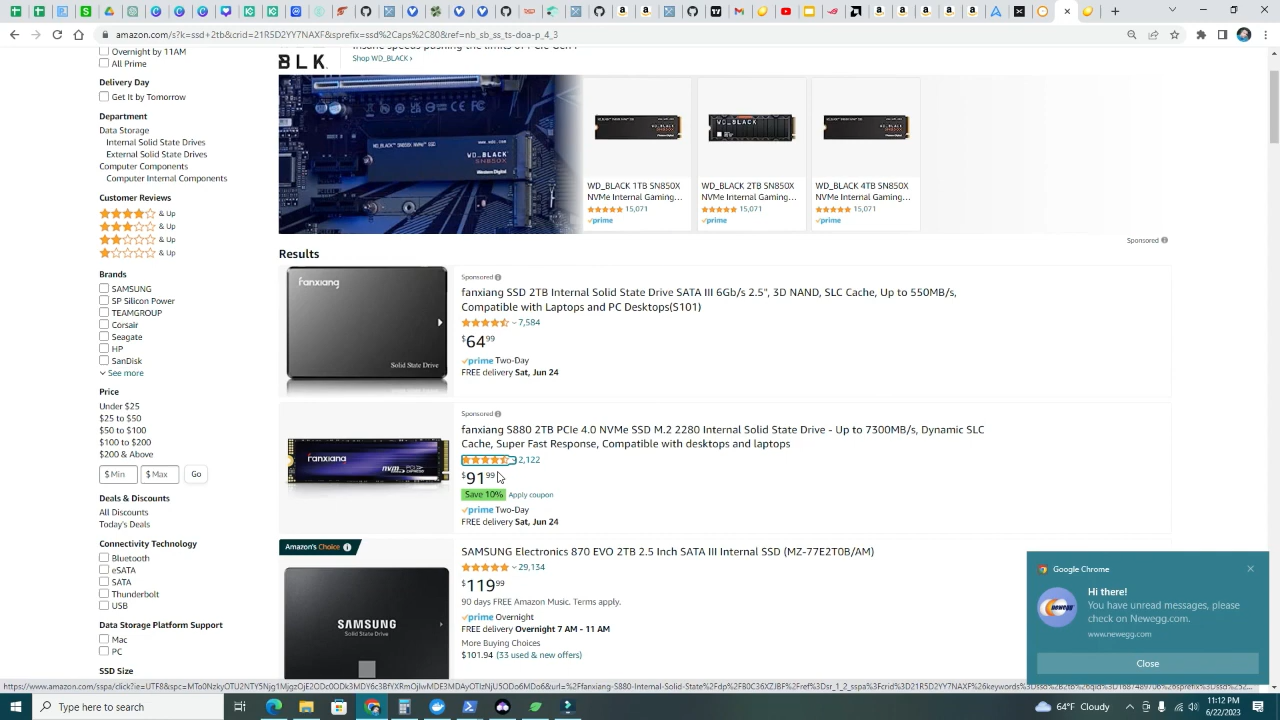 amazon.com/s?k=ssd+2tb&crid=21R5D2YY7NAXF&sprefix=ssd%2caps%2C80&ref=nb_sb_ss_ts-doa-p_4_3
Overnight by 11AM
All Prime
Delivery Day
Get It by Tomorrow
Department
Data Storage
Internal Solid State Drives
External Solid State Drives
Computer Components
Computer Internal Components
Customer Reviews
& Up
& Up
& Up
& Up
Brands
SAMSUNG
SP Silicon Power
TEAMGROUP
Corsair
Seagate
HP
SanDisk
See more
Price
Under $25
$25 to $50
$50 to $100
$100 to $200
$200 & Above
$ Min
$ Max
Go
Deals & Discounts
All Discounts
Today's Deals
Connectivity Technology
Bluetooth
eSATA
SATA
Thunderbolt
USB
Data Storage Platform Support
Mac
PC
SSD Size
BLK
Shop WD_BLACK ›
WD_BLACK
SN850X
Western Digital
WD_BLACK 1TB SN850X
NVMe Internal Gaming...
15,071
prime
WD_BLACK 2TB SN850X
NVMe Internal Gaming...
15,071
prime
WD_BLACK 4TB SN850X
NVMe Internal Gaming...
15,071
prime
Sponsored
Results
fanxiang
Solid State Drive
Sponsored
fanxiang SSD 2TB Internal Solid State Drive SATA III 6Gb/s 2.5", 3D NAND, SLC Cache, Up to 550MB/s,
Compatible with Laptops and PC Desktops(S101)
7,584
$64 99
prime Two-Day
FREE delivery Sat, Jun 24
Sponsored
fanxiang S880 2TB PCIe 4.0 NVMe SSD M.2 2280 Internal Solid State Drive - Up to 7300MB/s, Dynamic SLC
Cache, Super Fast Response, Compatible with desktops and laptops
2,122
$91 99
Save 10% Apply coupon
prime Two-Day
FREE delivery Sat, Jun 24
Amazon's Choice
SAMSUNG
Solid State Drive
SAMSUNG Electronics 870 EVO 2TB 2.5 Inch SATA III Internal SSD (MZ-77E2T0B/AM)
29,134
$119 99
90 days FREE Amazon Music. Terms apply.
prime Overnight
FREE delivery Overnight 7 AM - 11 AM
More Buying Choices
$101.94 (33 used & new offers)
Google Chrome
Hi there!
You have unread messages, please
check on Newegg.com.
www.newegg.com
Close
newegg
Type here to search
64°F Cloudy
11:12 PM
6/22/2023